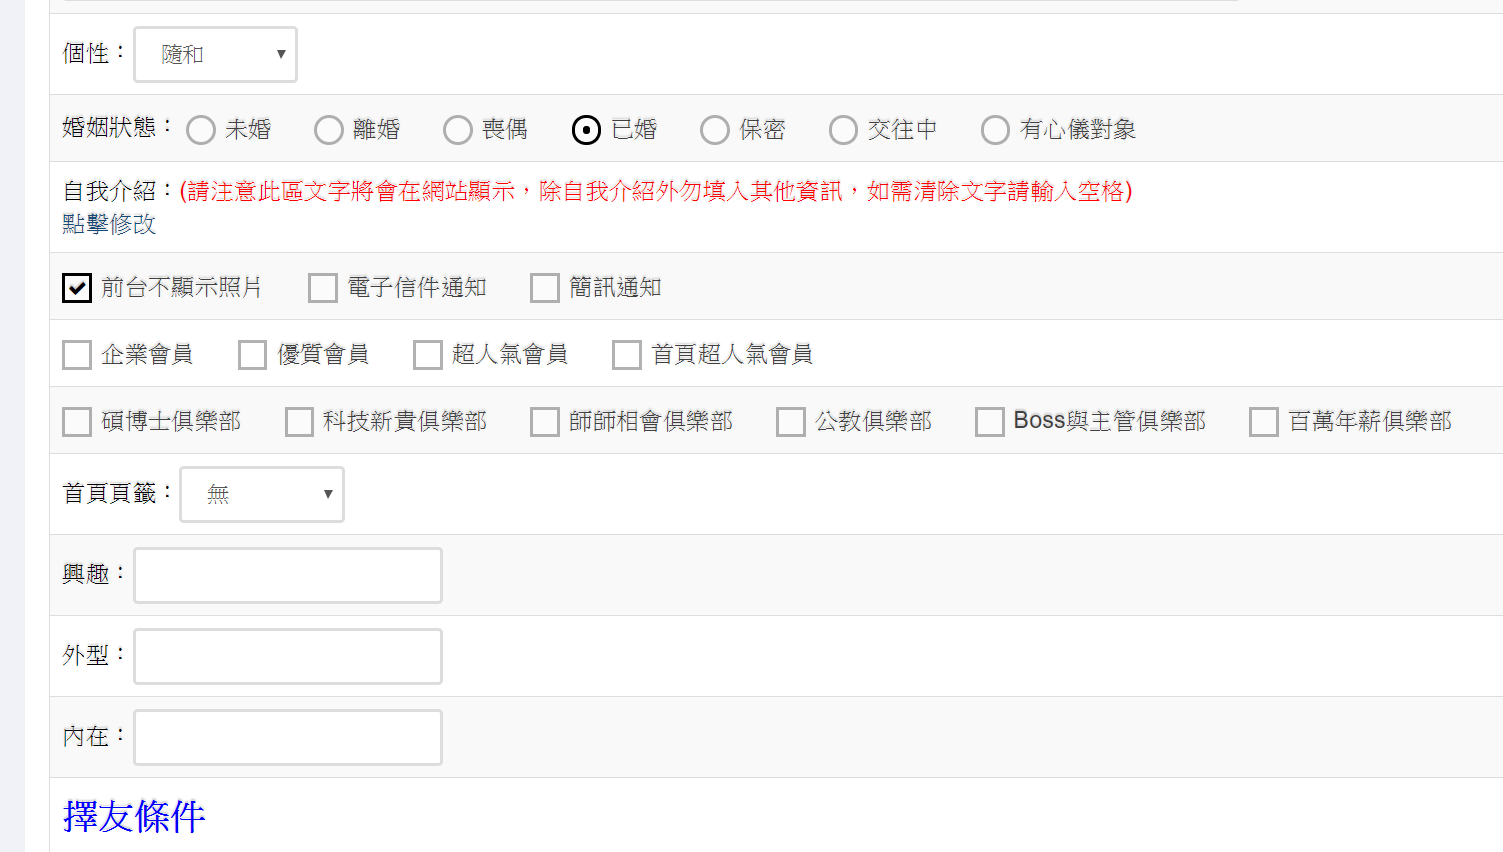 個性： 隨和
婚姻狀態： 未婚 離婚 喪偶 已婚 保密 交往中 有心儀對象
自我介紹：(請注意此區文字將會在網站顯示，除自我介紹外勿填入其他資訊，如需清除文字請輸入空格)
點擊修改
前台不顯示照片 電子信件通知 簡訊通知
企業會員 優質會員 超人氣會員 首頁超人氣會員
碩博士俱樂部 科技新貴俱樂部 師師相會俱樂部 公教俱樂部 Boss與主管俱樂部 百萬年薪俱樂部
首頁頁籤： 無
興趣：
外型：
內在：
擇友條件